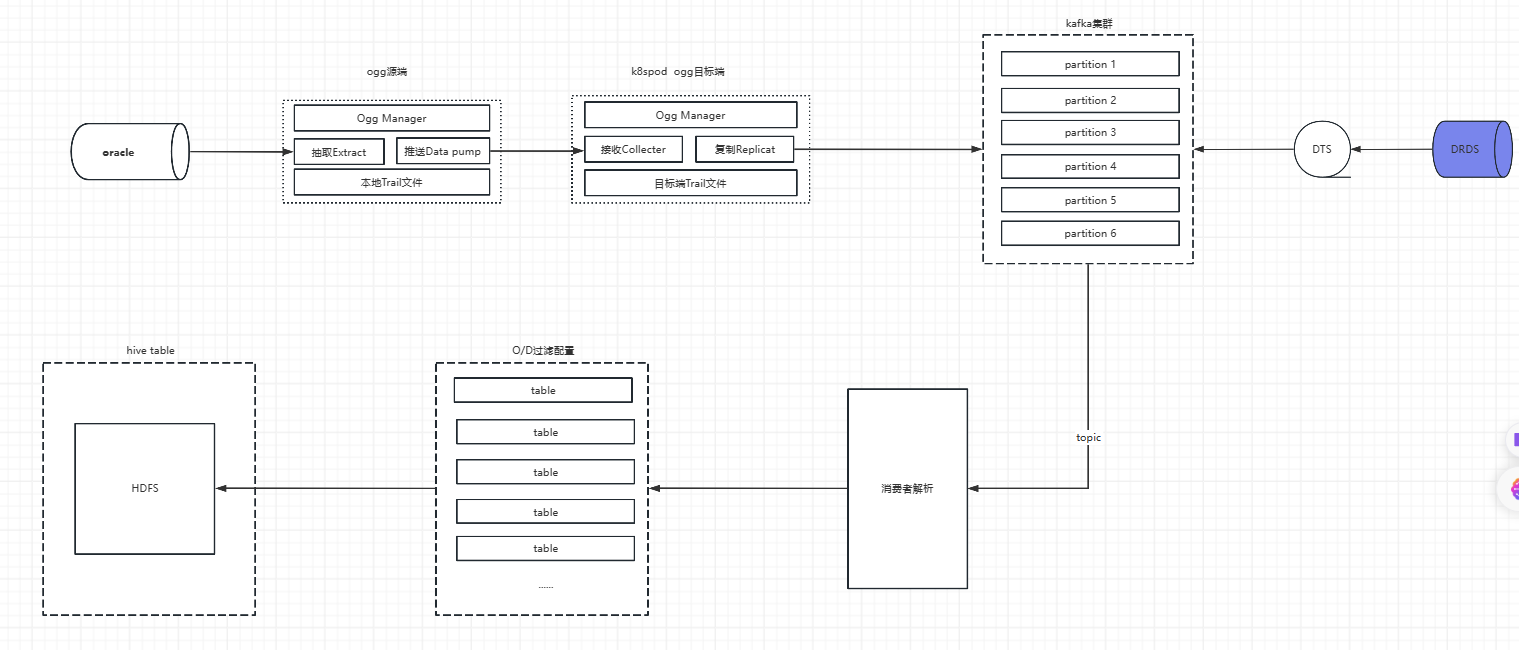 kafka集群
ogg源端
k8spod ogg目标端
oracle
Ogg Manager
抽取Extract
推送Data pump
本地Trail文件
Ogg Manager
接收Collecter
复制Replicat
目标端Trail文件
partition 1
partition 2
partition 3
partition 4
partition 5
partition 6
DTS
DRDS
topic
hive table
HDFS
O/D过滤配置
table
table
table
table
table
......
消费者解析